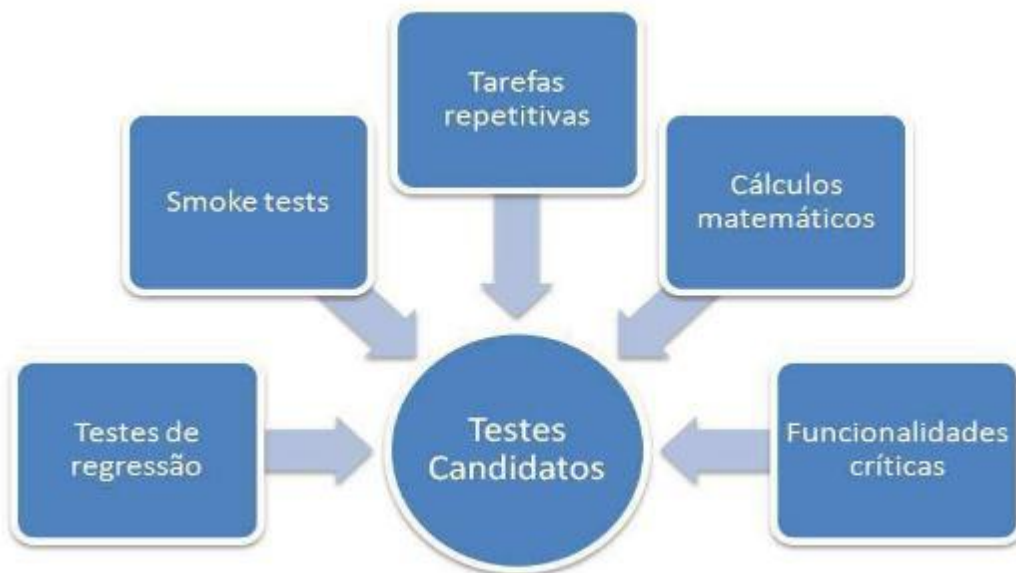 Tarefas
repetitivas
Smoke tests
Cálculos
matemáticos
Testes de
regressão
Testes
Candidatos
Funcionalidades
críticas